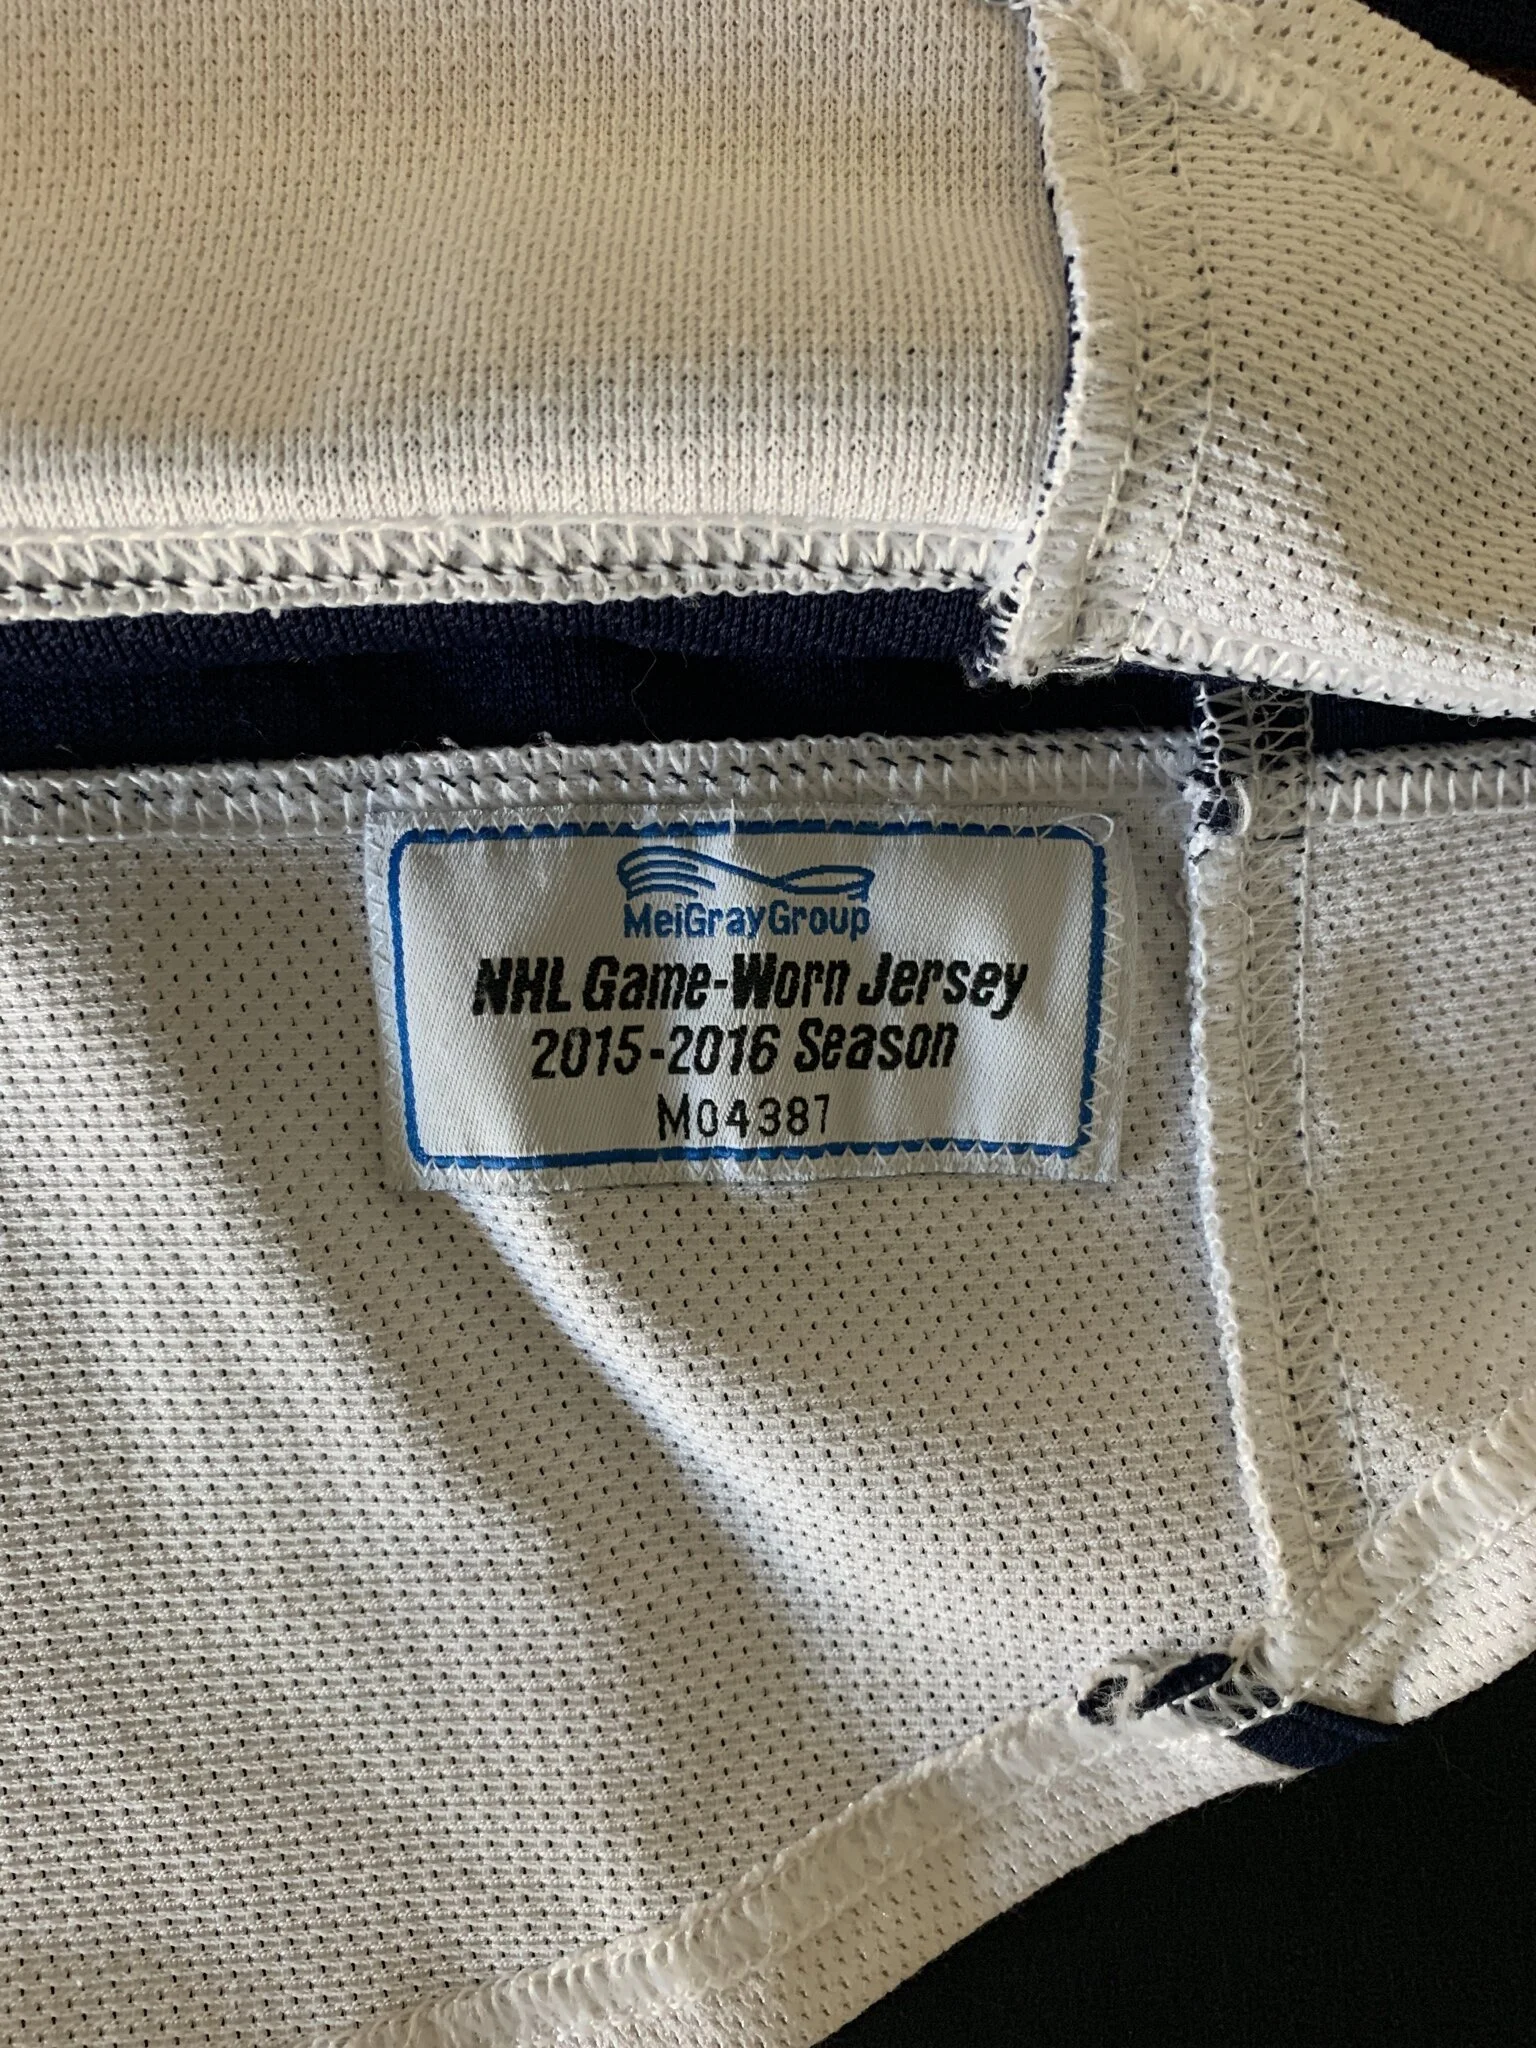 MeiGrayGroup
NHL Game-Worn Jersey
2015-2016 Season
M04387